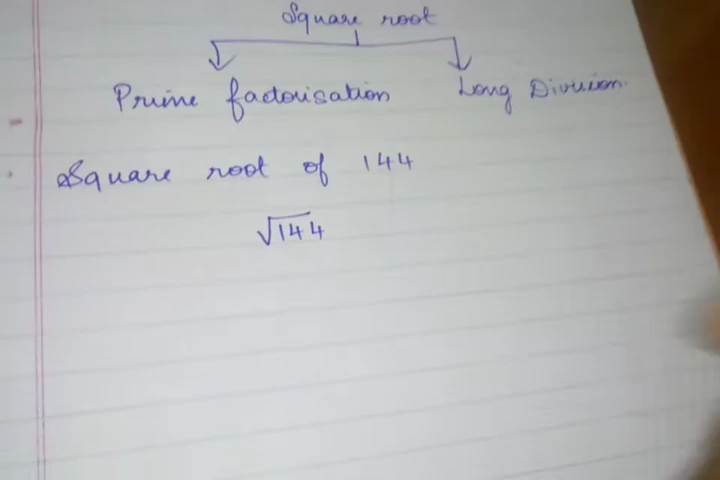 Square root
Prime factorisation Long Division.
Square root of 144
√144